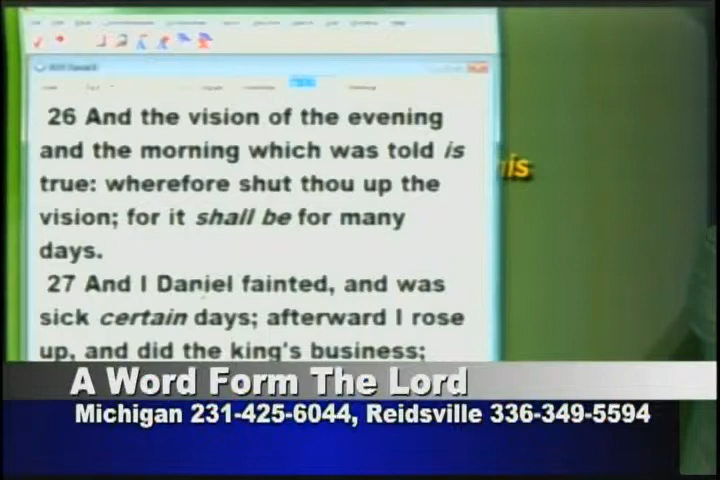 26 And the vision of the evening
and the morning which was told is
true: wherefore shut thou up the
vision; for it shall be for many
days.
27 And I Daniel fainted, and was
sick certain days; afterward I rose
up, and did the king's business;
his
A Word Form The Lord
Michigan 231-425-6044, Reidsville 336-349-5594